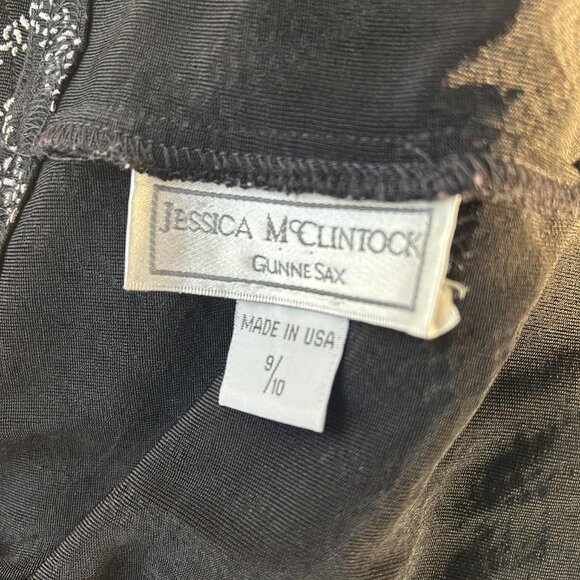 JESSICA McCLINTOCK
GUNNE SAX
MADE IN USA
9/10